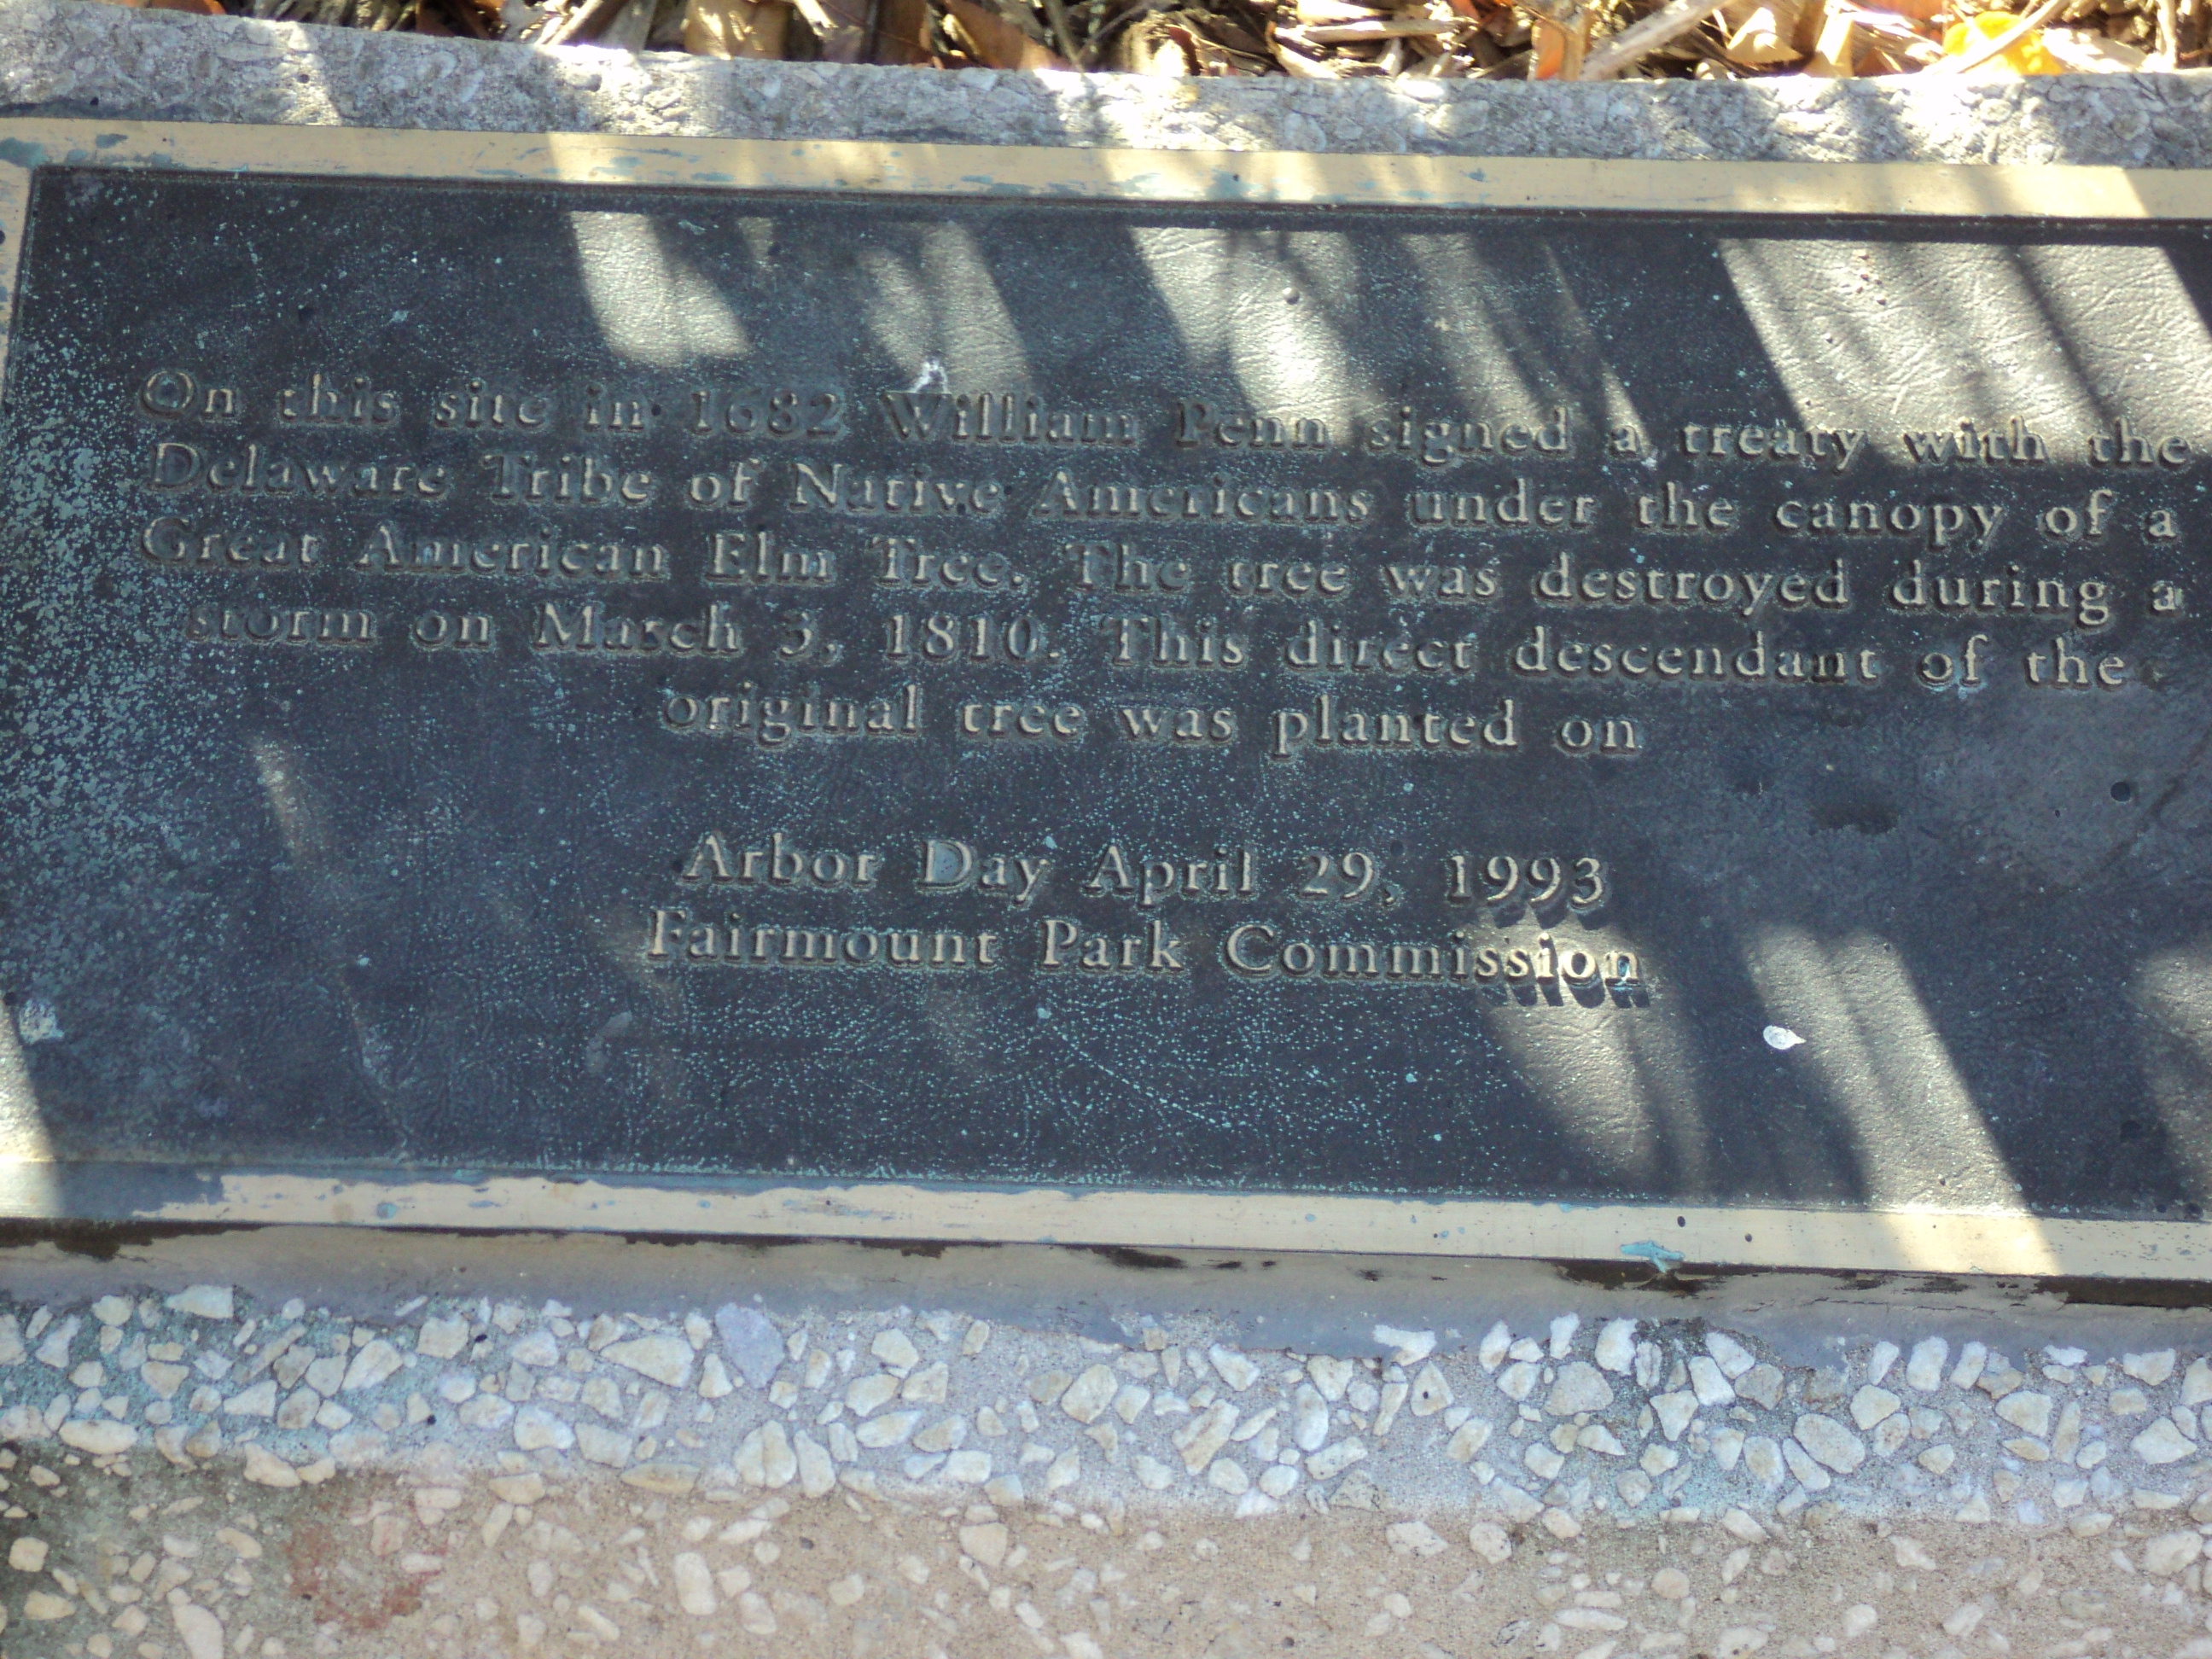 On this site in 1682 William Penn signed a treaty with the
Delaware Tribe of Native Americans under the canopy of a
Great American Elm Tree. The tree was destroyed during a
storm on March 3, 1810. This direct descendant of the
original tree was planted on
Arbor Day April 29, 1993
Fairmount Park Commission